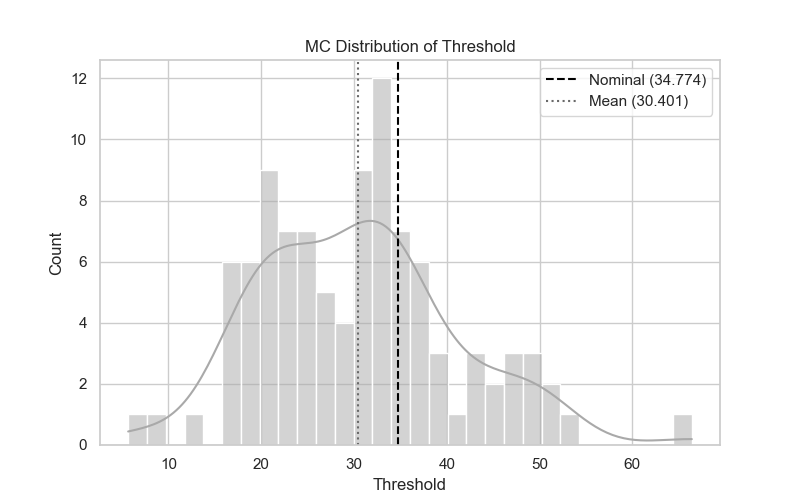 MC Distribution of Threshold
Nominal (34.774)
Mean (30.401)
Count
12
10
8
6
4
2
0
10 20 30 40 50 60
Threshold